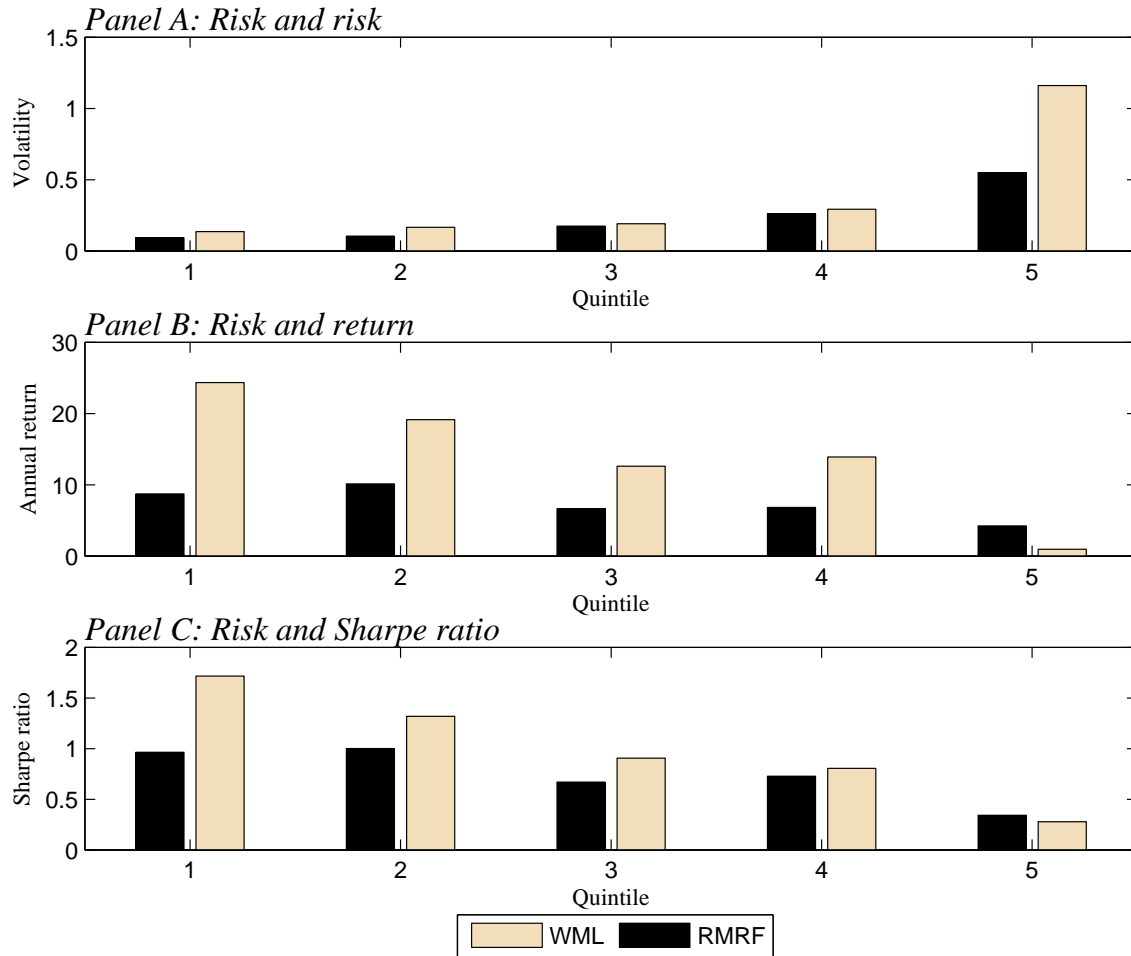 Panel A: Risk and risk
1.5
1
0.5
0
Volatility
1 2 3 4 5
Quintile
Panel B: Risk and return
30
20
10
0
Annual return
1 2 3 4 5
Quintile
Panel C: Risk and Sharpe ratio
2
1.5
1
0.5
0
Sharpe ratio
1 2 3 4 5
Quintile
WML RMRF